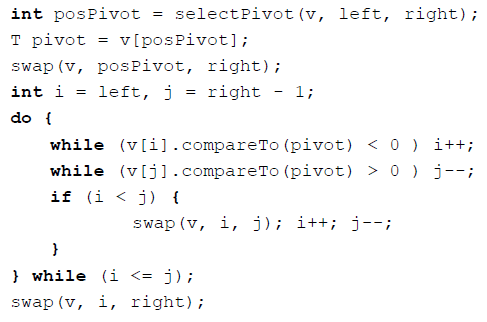 int posPivot = selectPivot(v, left, right);
T pivot = v[posPivot];
swap(v, posPivot, right);
int i = left, j = right - 1;
do {
    while (v[i].compareTo(pivot) < 0 ) i++;
    while (v[j].compareTo(pivot) > 0 ) j--;
    if (i < j) {
            swap(v, i, j); i++; j--;
    }
} while (i <= j);
swap(v, i, right);